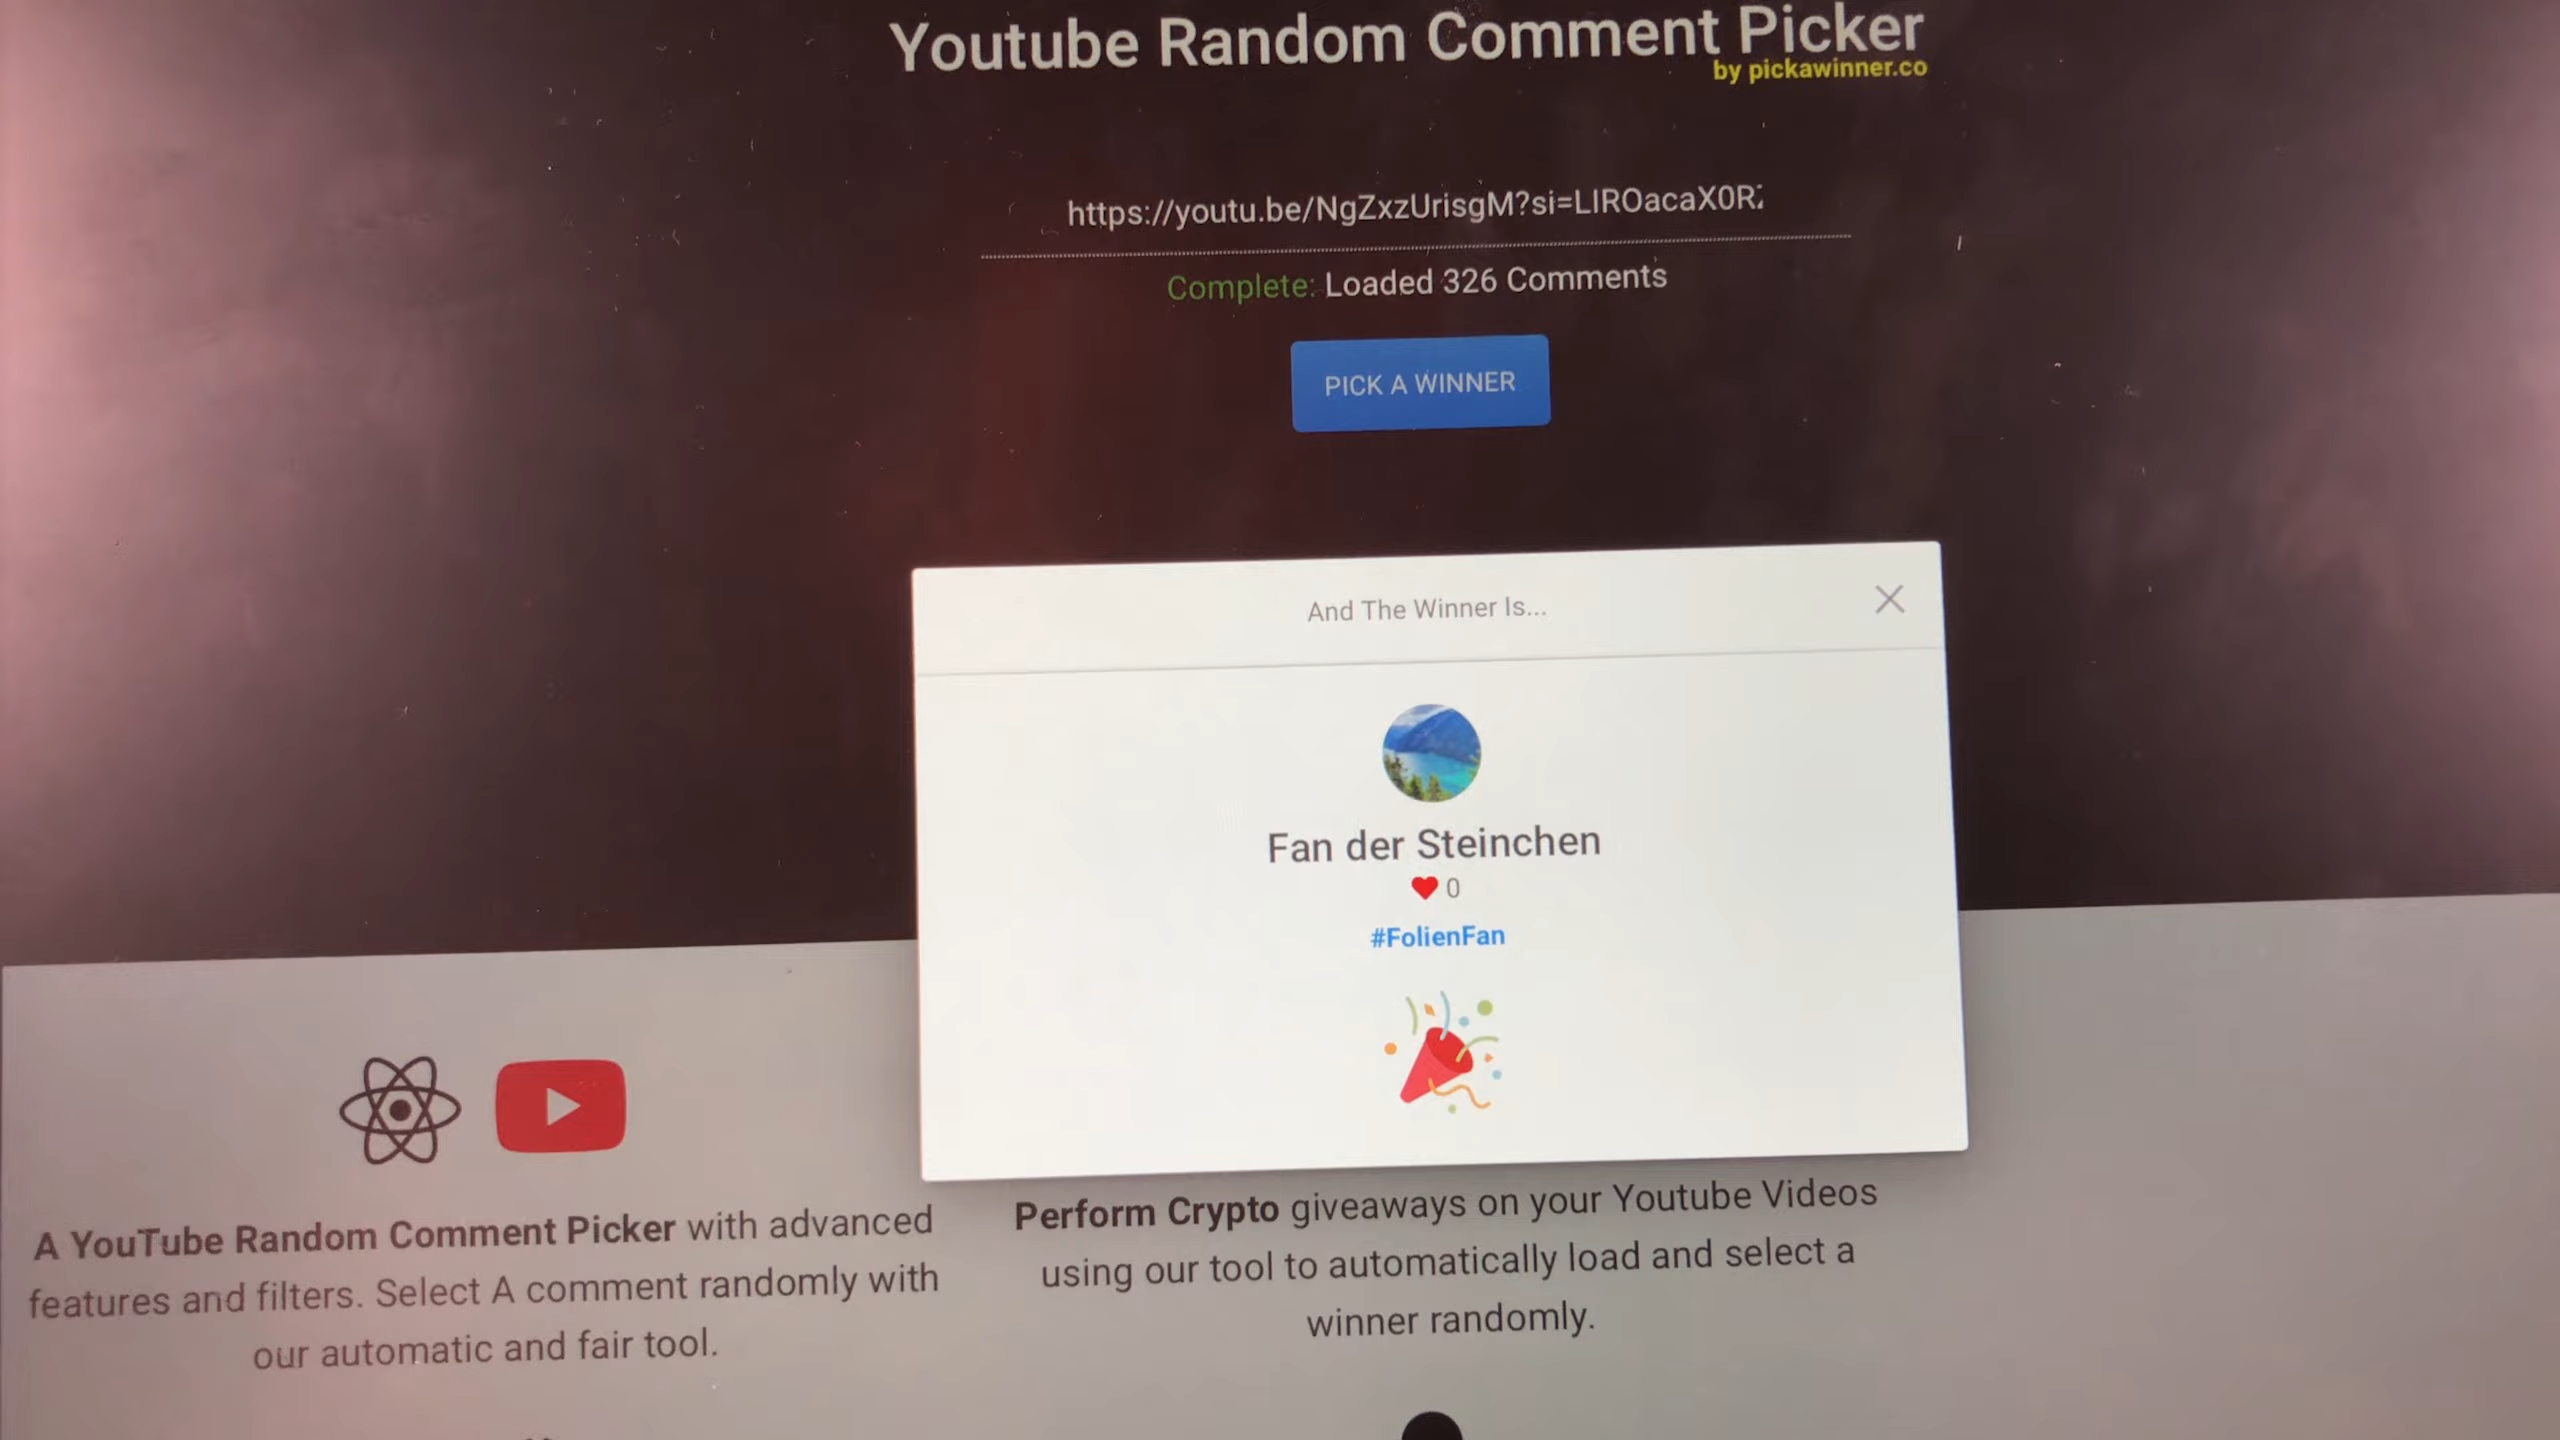 Youtube Random Comment Picker
by pickawinner.co
https://youtu.be/NgZxzUrisgM?si=LIROacaX0R
Complete: Loaded 326 Comments
PICK A WINNER
And The Winner Is...
Fan der Steinchen
0
#FolienFan
A YouTube Random Comment Picker with advanced
features and filters. Select A comment randomly with
our automatic and fair tool.
Perform Crypto giveaways on your Youtube Videos
using our tool to automatically load and select a
winner randomly.